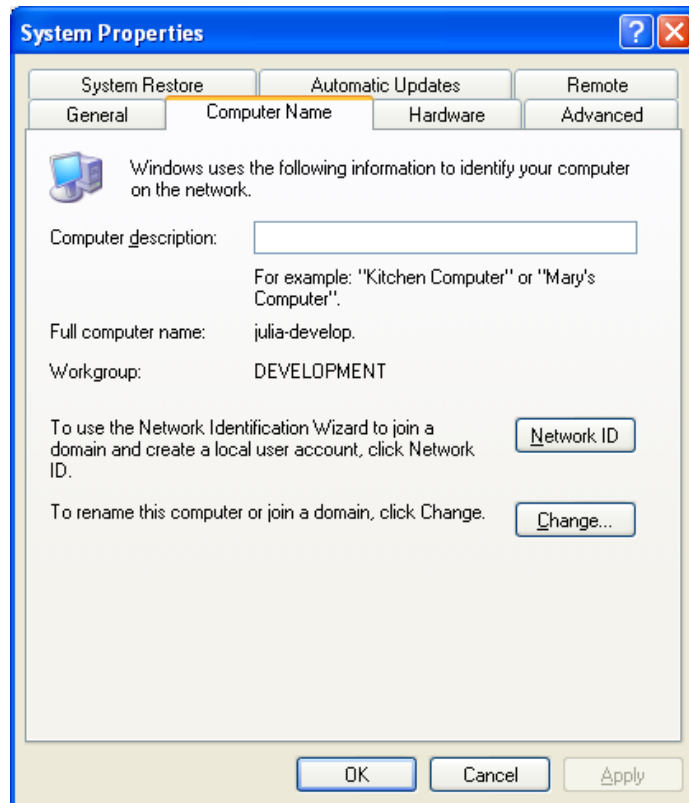 System Properties
System Restore Automatic Updates Remote
General Computer Name Hardware Advanced
Windows uses the following information to identify your computer
on the network.
Computer description:
For example: "Kitchen Computer" or "Mary's
Computer".
Full computer name: julia-develop.
Workgroup: DEVELOPMENT
To use the Network Identification Wizard to join a
domain and create a local user account, click Network
ID.
Network ID
To rename this computer or join a domain, click Change.
Change...
OK Cancel Apply